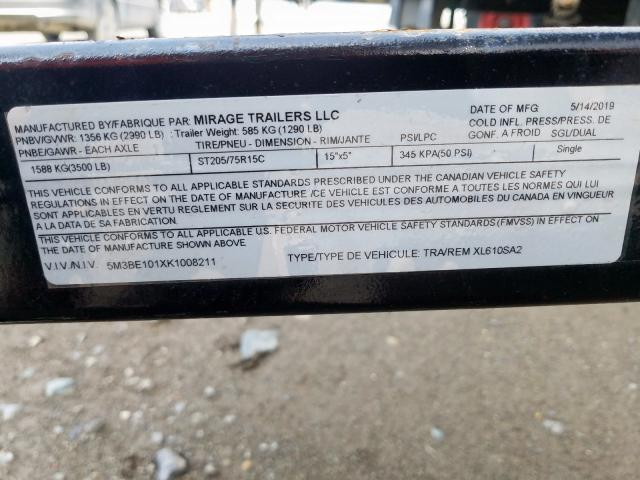 MANUFACTURED BY/FABRIQUE PAR: MIRAGE TRAILERS LLC DATE OF MFG. 5/14/2019
PNBV/GVWR: 1356 KG (2990 LB) : Trailer Weight: 585 KG (1290 LB) COLD INFL. PRESS/PRESS. DE
PNBE/GAWR - EACH AXLE TIRE/PNEU - DIMENSION - RIM/JANTE PSI/LPC GONF. A FROID SGL/DUAL
1588 KG(3500 LB) ST205/75R15C 15"x5" 345 KPA(50 PSI) Single
THIS VEHICLE CONFORMS TO ALL APPLICABLE STANDARDS PRESCRIBED UNDER THE CANADIAN VEHICLE SAFETY
REGULATIONS IN EFFECT ON THE DATE OF MANUFACTURE /CE VEHICULE EST CONFORME A TOUTES LES NORMES QUI LUI
SONT APPLICABLES EN VERTU REGLEMENT SUR LA SECURITE DES VEHICULES DES AUTOMOBILES DU CANADA EN VINGUEUR
A LA DATA DE SA FABRICATION.
THIS VEHICLE CONFORMS TO ALL APPLICABLE U.S. FEDERAL MOTOR VEHICLE SAFETY STANDARDS (FMVSS) IN EFFECT ON
THE DATE OF MANUFACTURE SHOWN ABOVE
V.I.V./N.I.V. 5M3BE101XK1008211 TYPE/TYPE DE VEHICULE: TRA/REM XL610SA2